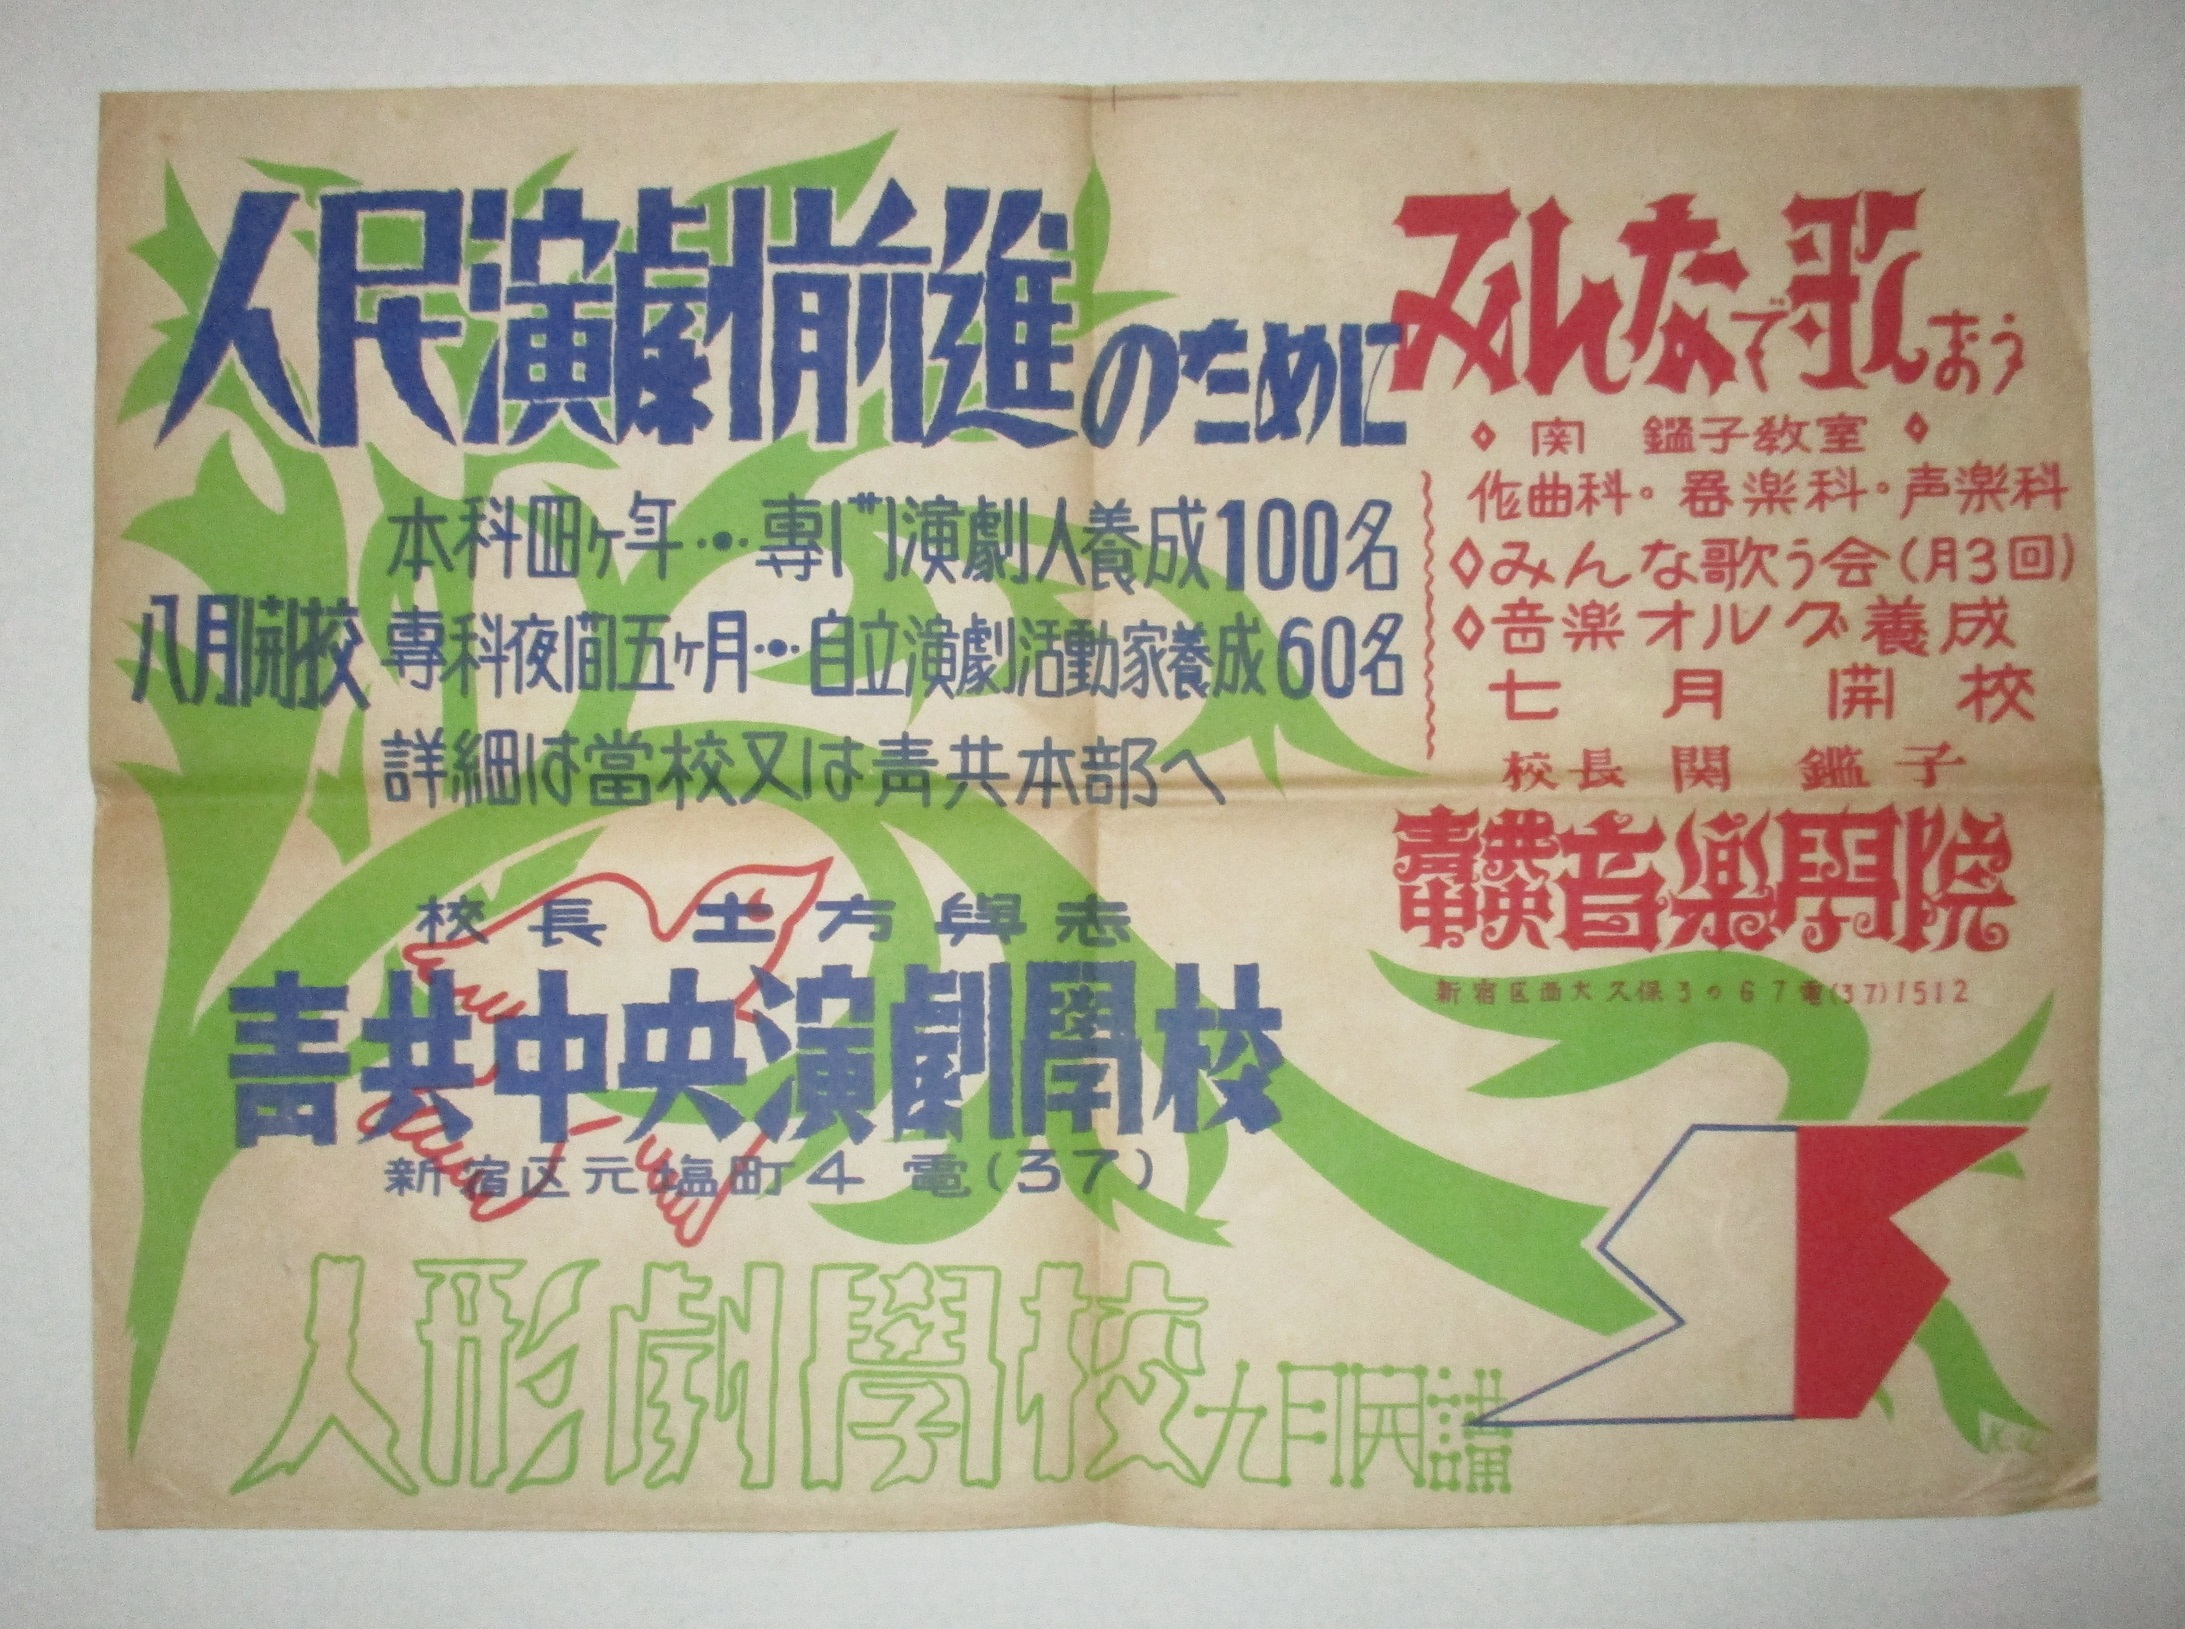 人民演劇前進のために
本科四ヶ年・・・専門演劇人養成100名
八月開校 専科夜間五ヶ月・・・自立演劇活動家養成60名
詳細は當校又は青共本部へ
校長 土方與志
青共中央演劇學校
新宿区元塩町4 電(37)
人形劇學校九月開講
みんなで歌おう
◇関 鑑子教室◇
作曲科・器楽科・声楽科
◇みんな歌う会(月3回)
◇音楽オルグ養成
七月開校
校長 関 鑑子
青共中央音楽学院
新宿区西大久保3の67電(37)1512